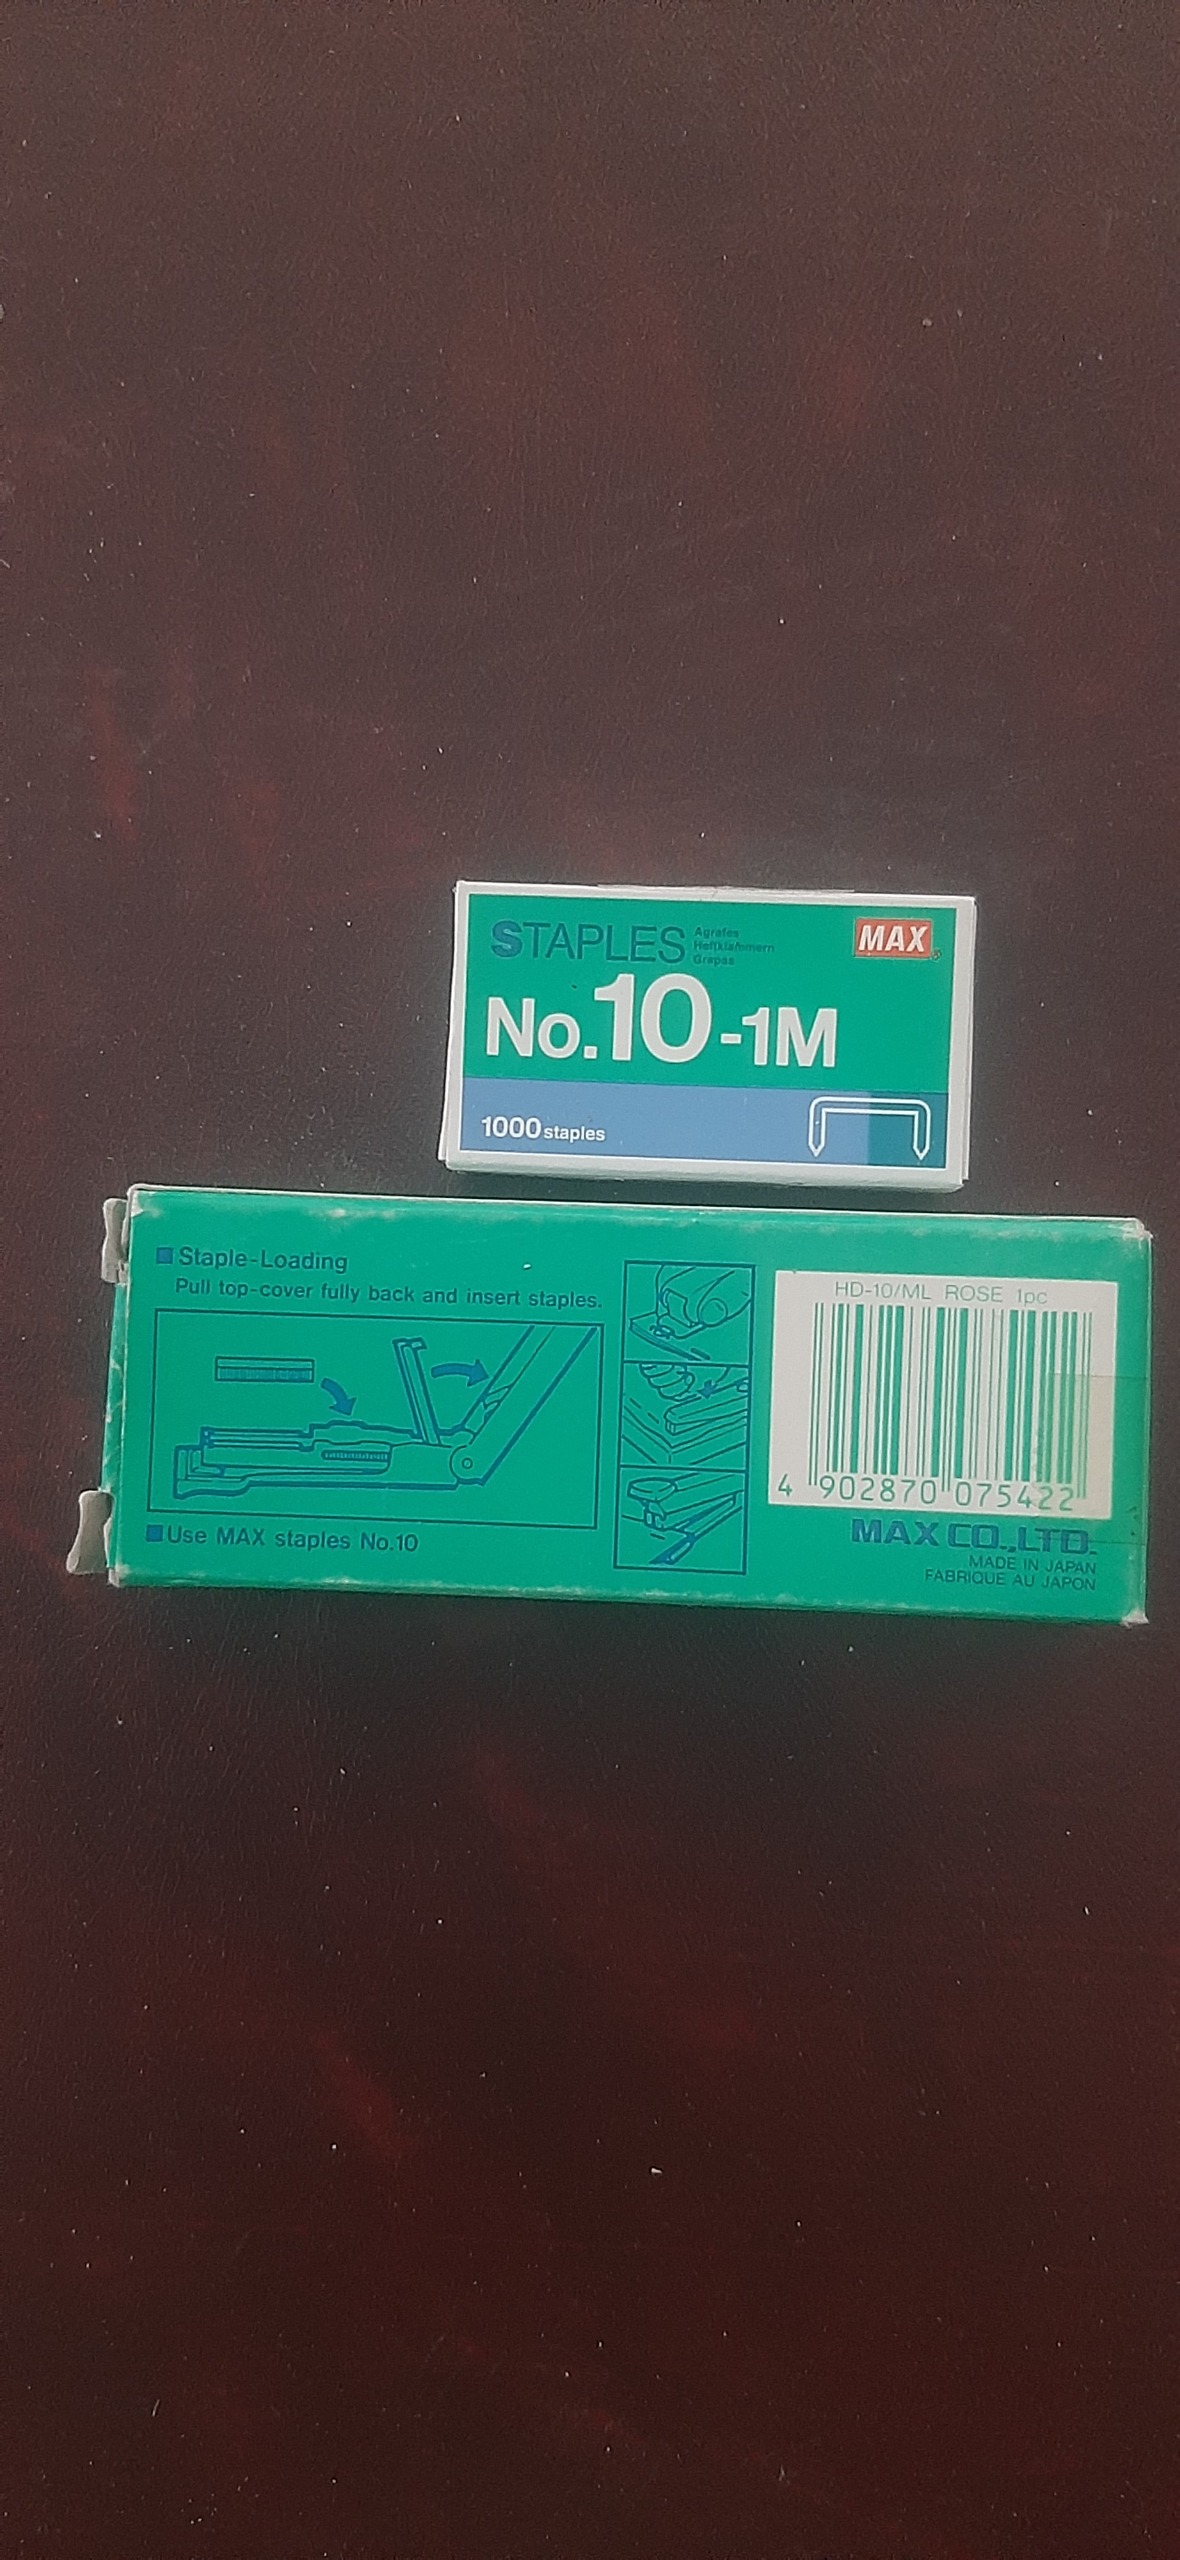 STAPLES
Agrafes
Heftklammern
Grapas
MAX
No.10-1M
1000 staples
Staple-Loading
Pull top-cover fully back and insert staples.
Use MAX staples No.10
HD-10/ML ROSE 1pc
4 902870 075422
MAX CO.,LTD.
MADE IN JAPAN
FABRIQUE AU JAPON